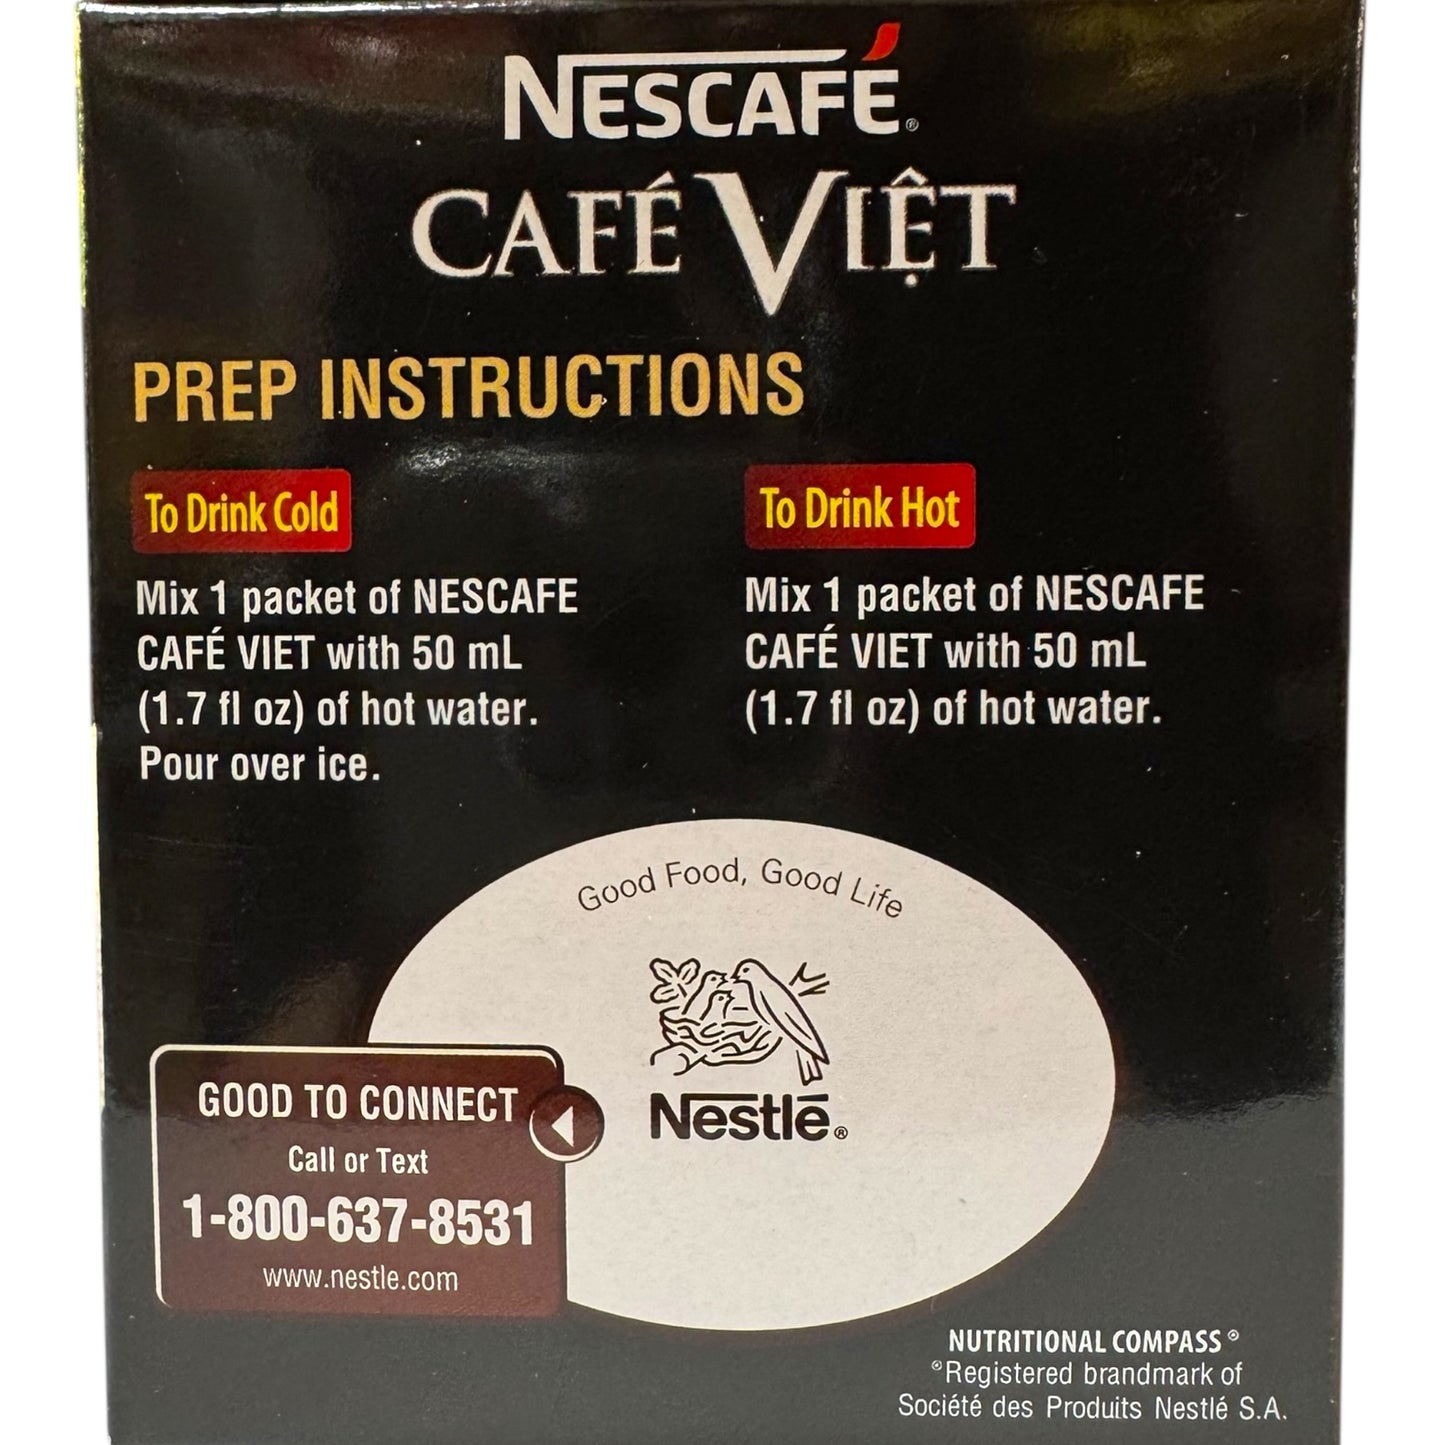 NESCAFÉ®
CAFÉ VIỆT
PREP INSTRUCTIONS
To Drink Cold
Mix 1 packet of NESCAFE
CAFÉ VIET with 50 mL
(1.7 fl oz) of hot water.
Pour over ice.
To Drink Hot
Mix 1 packet of NESCAFE
CAFÉ VIET with 50 mL
(1.7 fl oz) of hot water.
Good Food, Good Life
Nestlé®
GOOD TO CONNECT
Call or Text
1-800-637-8531
www.nestle.com
NUTRITIONAL COMPASS®
®Registered brandmark of
Société des Produits Nestlé S.A.